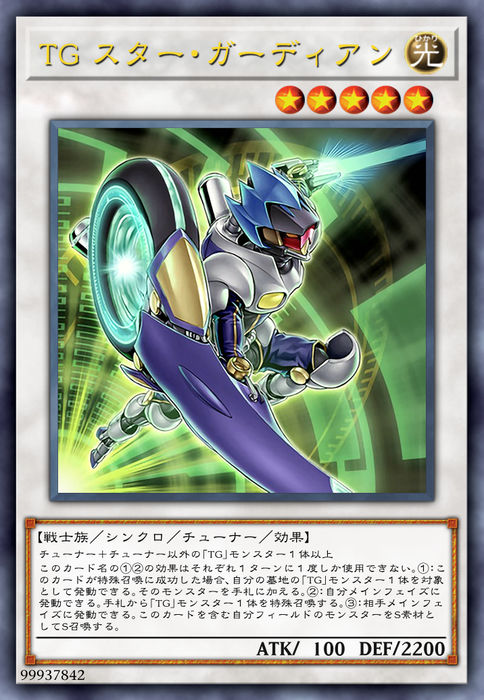 TG スター・ガーディアン
ひかり
光
【戦士族／シンクロ／チューナー／効果】
チューナー＋チューナー以外の「TG」モンスター１体以上
このカード名の①②の効果はそれぞれ１ターンに１度しか使用できない。①：こ
のカードが特殊召喚に成功した場合、自分の墓地の「TG」モンスター１体を対象
として発動できる。そのモンスターを手札に加える。②：自分メインフェイズに
発動できる。手札から「TG」モンスター１体を特殊召喚する。③：相手メインフェ
イズに発動できる。このカードを含む自分フィールドのモンスターをS素材と
してS召喚する。
ATK/ 100 DEF/2200
99937842